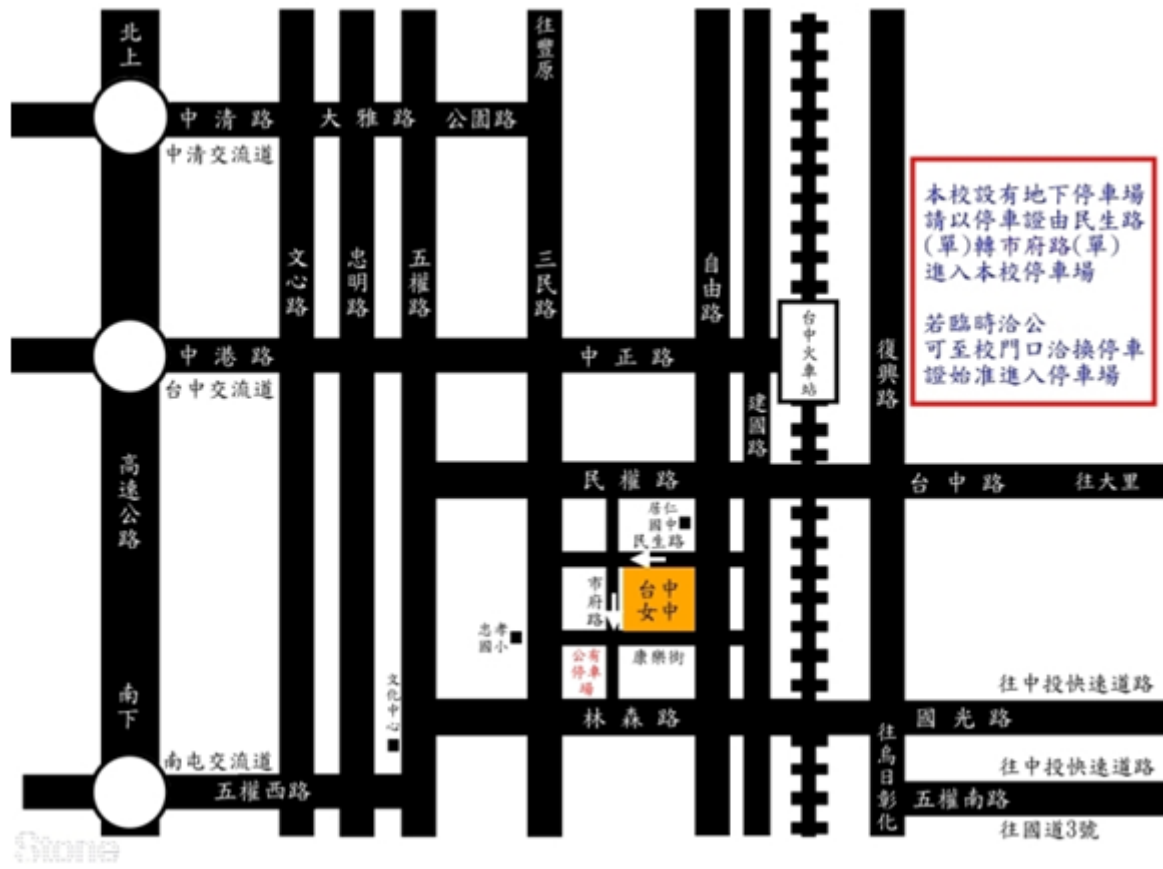 北上
往豐原
中清路
大雅路
公園路
中清交流道
本校設有地下停車場
請以停車證由民生路
(單)轉市府路(單)
進入本校停車場
若臨時洽公
可至校門口洽換停車
證始准進入停車場
文心路
忠明路
五權路
三民路
自由路
台中火車站
復興路
中港路
中正路
台中交流道
建國路
高速公路
民權路
台中路
往大里
居仁
國中
民生路
市府路
台中
女中
忠孝
國小
公有
停車
場
康樂街
文化中心
南下
林森路
往中投快速道路
國光路
往烏日彰化
南屯交流道
五權西路
往中投快速道路
五權南路
往國道3號
Stone